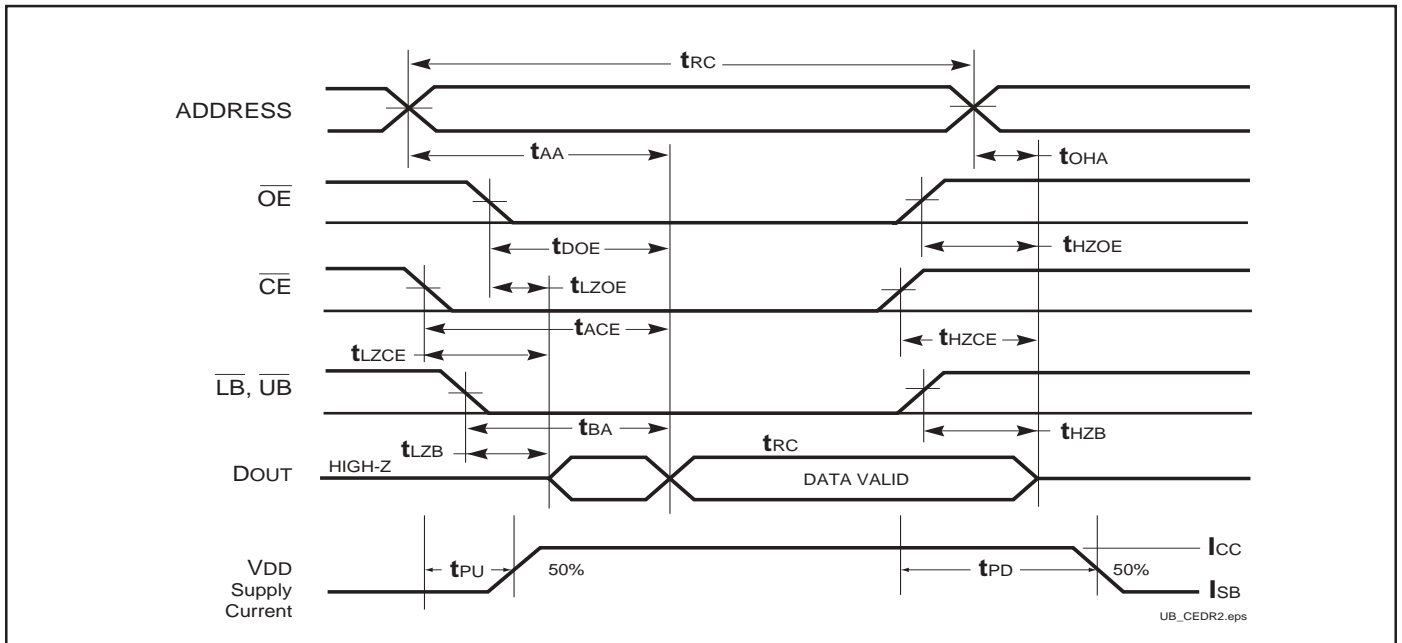 tRC
ADDRESS
tAA
tOHA
OE
tDOE
tHZOE
CE
tLZOE
tACE
tHZCE
tLZCE
LB, UB
tBA
tHZB
tLZB
tRC
DOUT
HIGH-Z
DATA VALID
ICC
VDD
Supply
Current
tPU
50%
tPD
50%
ISB
UB_CEDR2.eps